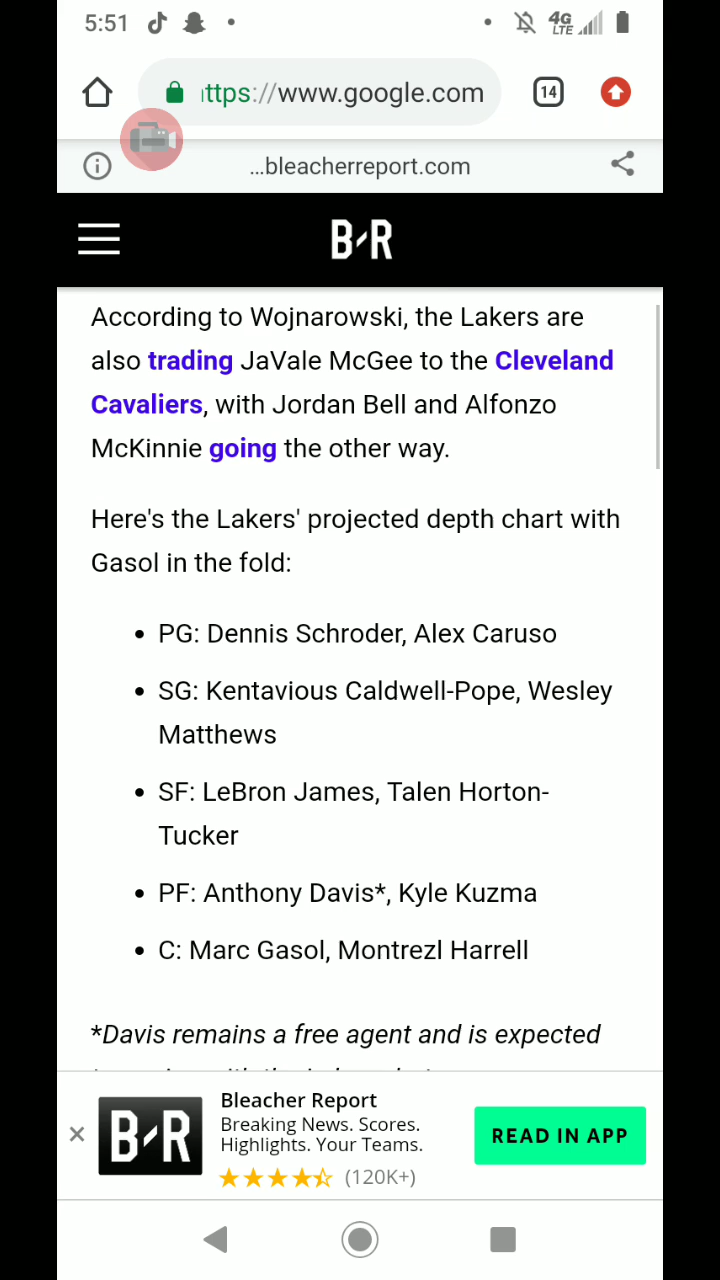 5:51
4G
LTE
ttps://www.google.com
14
...bleacherreport.com
B/R
According to Wojnarowski, the Lakers are
also trading JaVale McGee to the Cleveland
Cavaliers, with Jordan Bell and Alfonzo
McKinnie going the other way.
Here's the Lakers' projected depth chart with
Gasol in the fold:
• PG: Dennis Schroder, Alex Caruso
• SG: Kentavious Caldwell-Pope, Wesley
Matthews
• SF: LeBron James, Talen Horton-
Tucker
• PF: Anthony Davis*, Kyle Kuzma
• C: Marc Gasol, Montrezl Harrell
*Davis remains a free agent and is expected
Bleacher Report
Breaking News. Scores.
Highlights. Your Teams.
(120K+)
B/R
READ IN APP